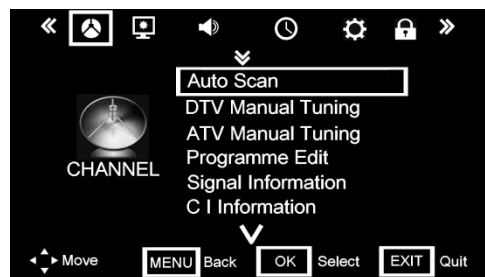 Auto Scan
DTV Manual Tuning
ATV Manual Tuning
Programme Edit
Signal Information
C I Information
CHANNEL
Move MENU Back OK Select EXIT Quit